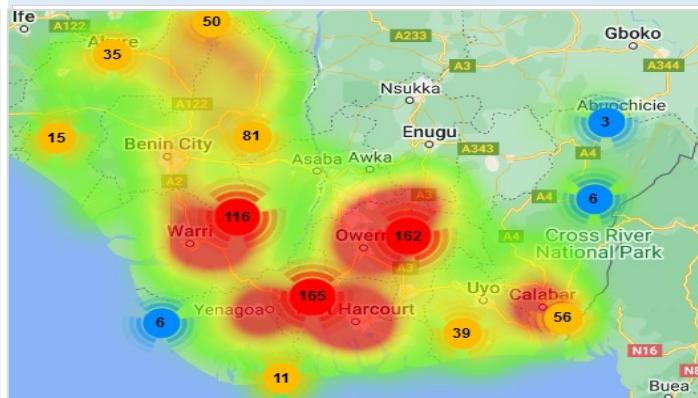 Ife
A122
50
A233
Gboko
Akure
35
A3
A344
Nsukka
A122
Abuochicie
3
15
81
Enugu
Benin City
A343
Asaba
Awka
A4
A2
A3
A4
6
116
Warri
Owerri
162
A4
Cross River
National Park
A3
165
Uyo
Calabar
Yenagoa
Harcourt
56
6
39
N16
11
N8
Buea